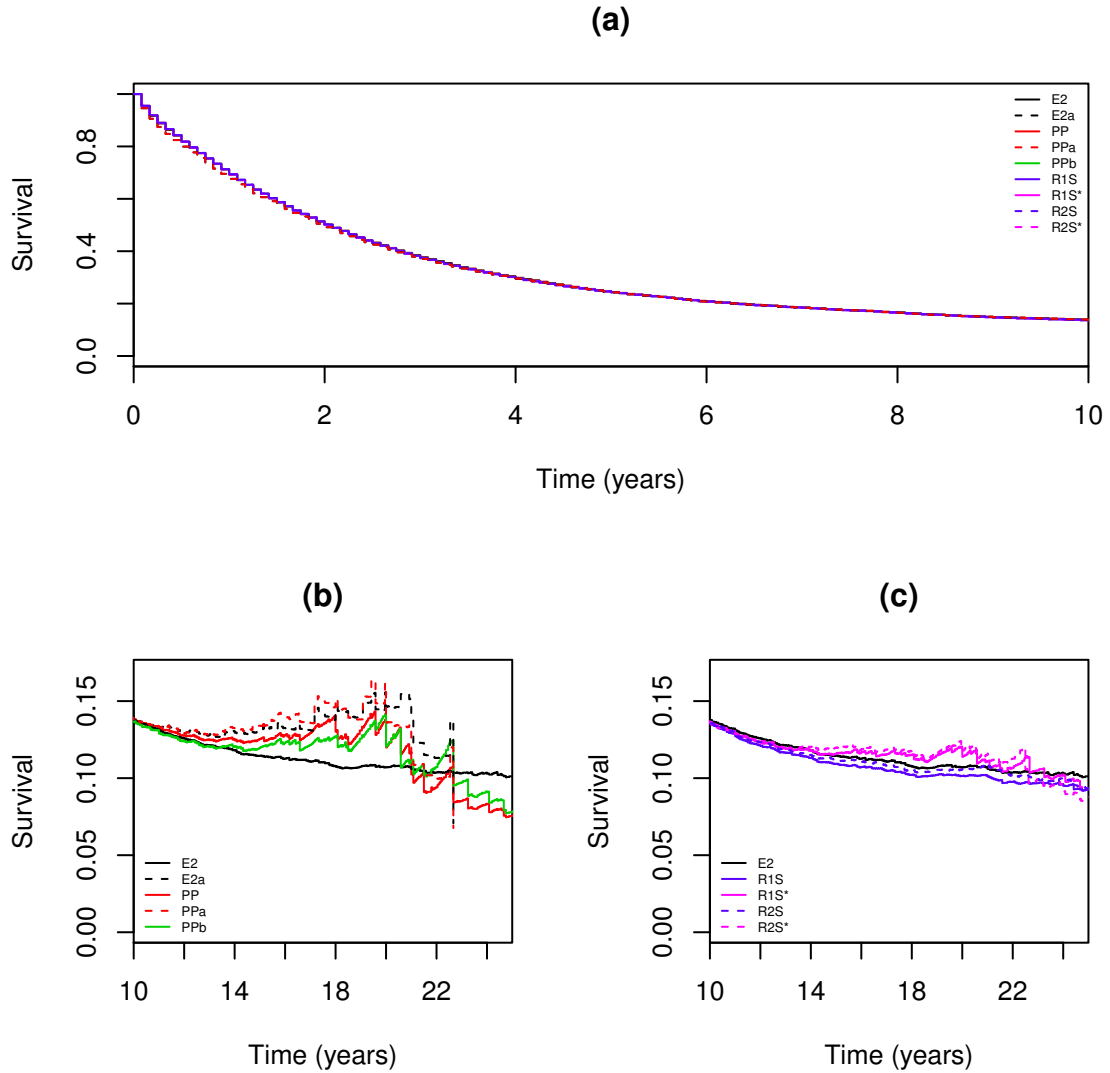 (a)
Survival
0.0
0.4
0.8
E2
E2a
PP
PPa
PPb
R1S
R1S*
R2S
R2S*
0 2 4 6 8 10
Time (years)
(b)
Survival
0.00
0.05
0.10
0.15
E2
E2a
PP
PPa
PPb
10 14 18 22
Time (years)
(c)
Survival
0.00
0.05
0.10
0.15
E2
R1S
R1S*
R2S
R2S*
10 14 18 22
Time (years)